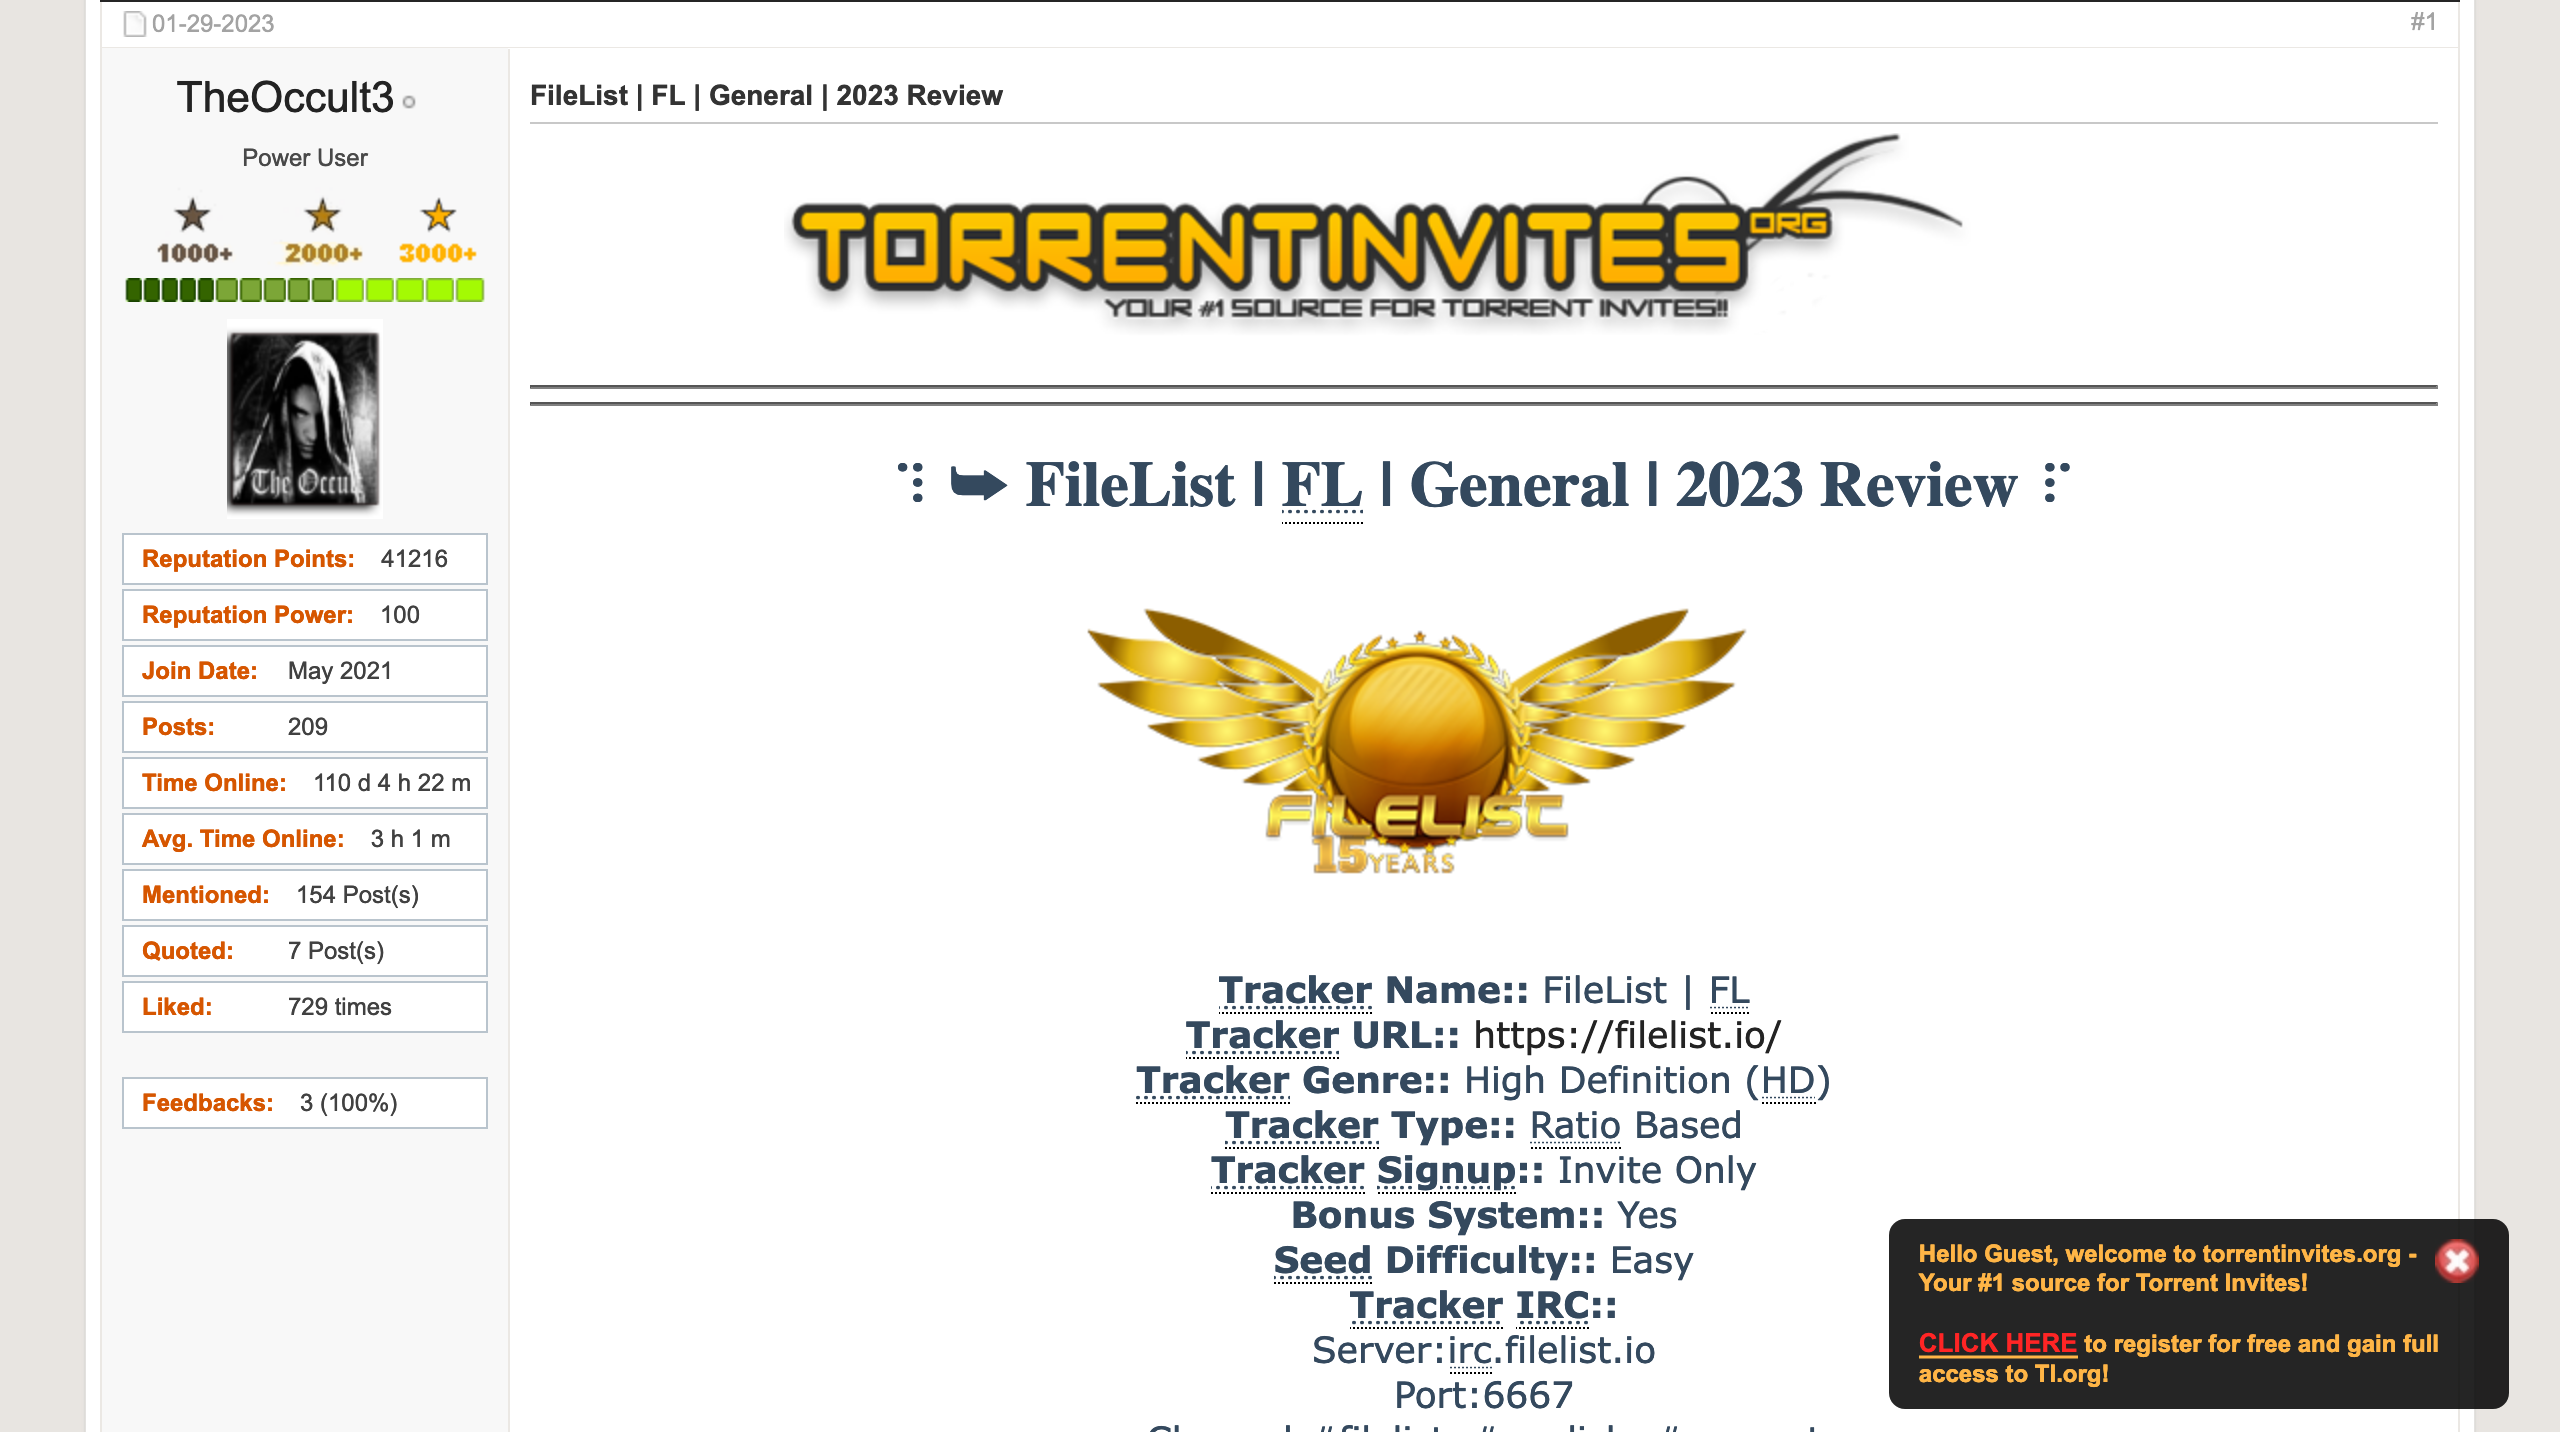 01-29-2023
#1
TheOccult3
Power User
1000+ 2000+ 3000+
The Occult
Reputation Points: 41216
Reputation Power: 100
Join Date: May 2021
Posts: 209
Time Online: 110 d 4 h 22 m
Avg. Time Online: 3 h 1 m
Mentioned: 154 Post(s)
Quoted: 7 Post(s)
Liked: 729 times
Feedbacks: 3 (100%)
FileList | FL | General | 2023 Review
TORRENTINVITES ORG
YOUR #1 SOURCE FOR TORRENT INVITES!!
⠹ ➥ FileList | FL | General | 2023 Review ⠏
FILELIST
15 YEARS
Tracker Name:: FileList | FL
Tracker URL:: https://filelist.io/
Tracker Genre:: High Definition (HD)
Tracker Type:: Ratio Based
Tracker Signup:: Invite Only
Bonus System:: Yes
Seed Difficulty:: Easy
Tracker IRC::
Server:irc.filelist.io
Port:6667
Hello Guest, welcome to torrentinvites.org -
Your #1 source for Torrent Invites!
CLICK HERE to register for free and gain full
access to TI.org!